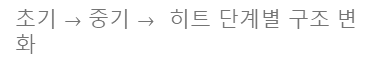 초기 → 중기 → 히트 단계별 구조 변
화